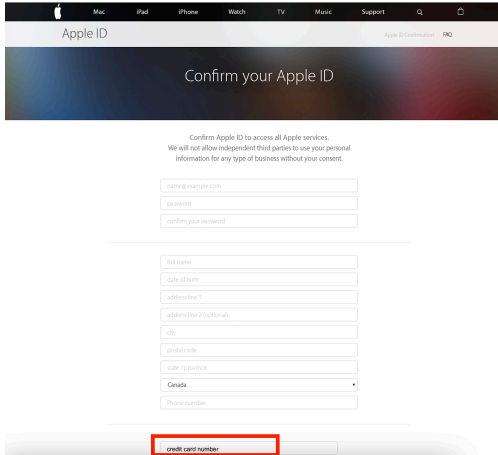 Mac iPad iPhone Watch TV Music Support
Apple ID
Apple ID Confirmation FAQ
Confirm your Apple ID
Confirm Apple ID to access all Apple services.
We will not allow independent third parties to use your personal
information for any type of business without your consent.
name@example.com
password
confirm your password
full name
date of birth
address line 1
address line 2 (optional)
city
postal code
state / province
Canada
Phone number
credit card number